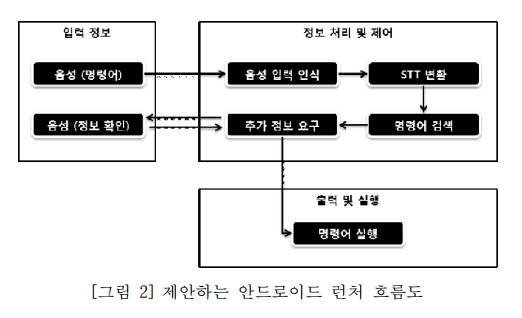 입력 정보
정보 처리 및 제어
음성 (명령어)
음성 입력 인식
STT 변환
음성 (정보 확인)
추가 정보 요구
명령어 검색
출력 및 실행
명령어 실행
[그림 2] 제안하는 안드로이드 런처 흐름도